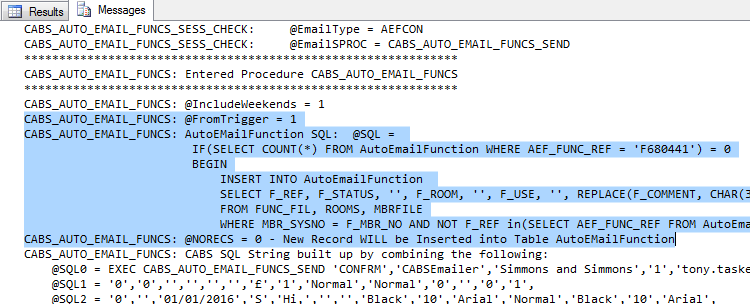 Results Messages
CABS_AUTO_EMAIL_FUNCS_SESS_CHECK: @EmailType = AEFCON
CABS_AUTO_EMAIL_FUNCS_SESS_CHECK: @EmailSPROC = CABS_AUTO_EMAIL_FUNCS_SEND
**************************************************************
CABS_AUTO_EMAIL_FUNCS: Entered Procedure CABS_AUTO_EMAIL_FUNCS
**************************************************************
CABS_AUTO_EMAIL_FUNCS: @IncludeWeekends = 1
CABS_AUTO_EMAIL_FUNCS: @FromTrigger = 1
CABS_AUTO_EMAIL_FUNCS: AutoEMailFunction SQL: @SQL =
IF(SELECT COUNT(*) FROM AutoEmailFunction WHERE AEF_FUNC_REF = 'F680441') = 0
BEGIN
INSERT INTO AutoEmailFunction
SELECT F_REF, F_STATUS, '', F_ROOM, '', F_USE, '', REPLACE(F_COMMENT, CHAR(3
FROM FUNC_FIL, ROOMS, MBRFILE
WHERE MBR_SYSNO = F_MBR_NO AND NOT F_REF in(SELECT AEF_FUNC_REF FROM AutoEma
CABS_AUTO_EMAIL_FUNCS: @NORECS = 0 - New Record WILL be Inserted into Table AutoEMailFunction
CABS_AUTO_EMAIL_FUNCS: CABS SQL String built up by combining the following:
@SQL0 = EXEC CABS_AUTO_EMAIL_FUNCS_SEND 'CONFRM','CABSEmailer','Simmons and Simmons','1','tony.taske
@SQL1 = '0','0','','','','','£','1','Normal','Normal','0','','0','1',
@SQL2 = '0','','01/01/2016','S','Hi,','','','Black','10','Arial','Normal','Black','10','Arial',